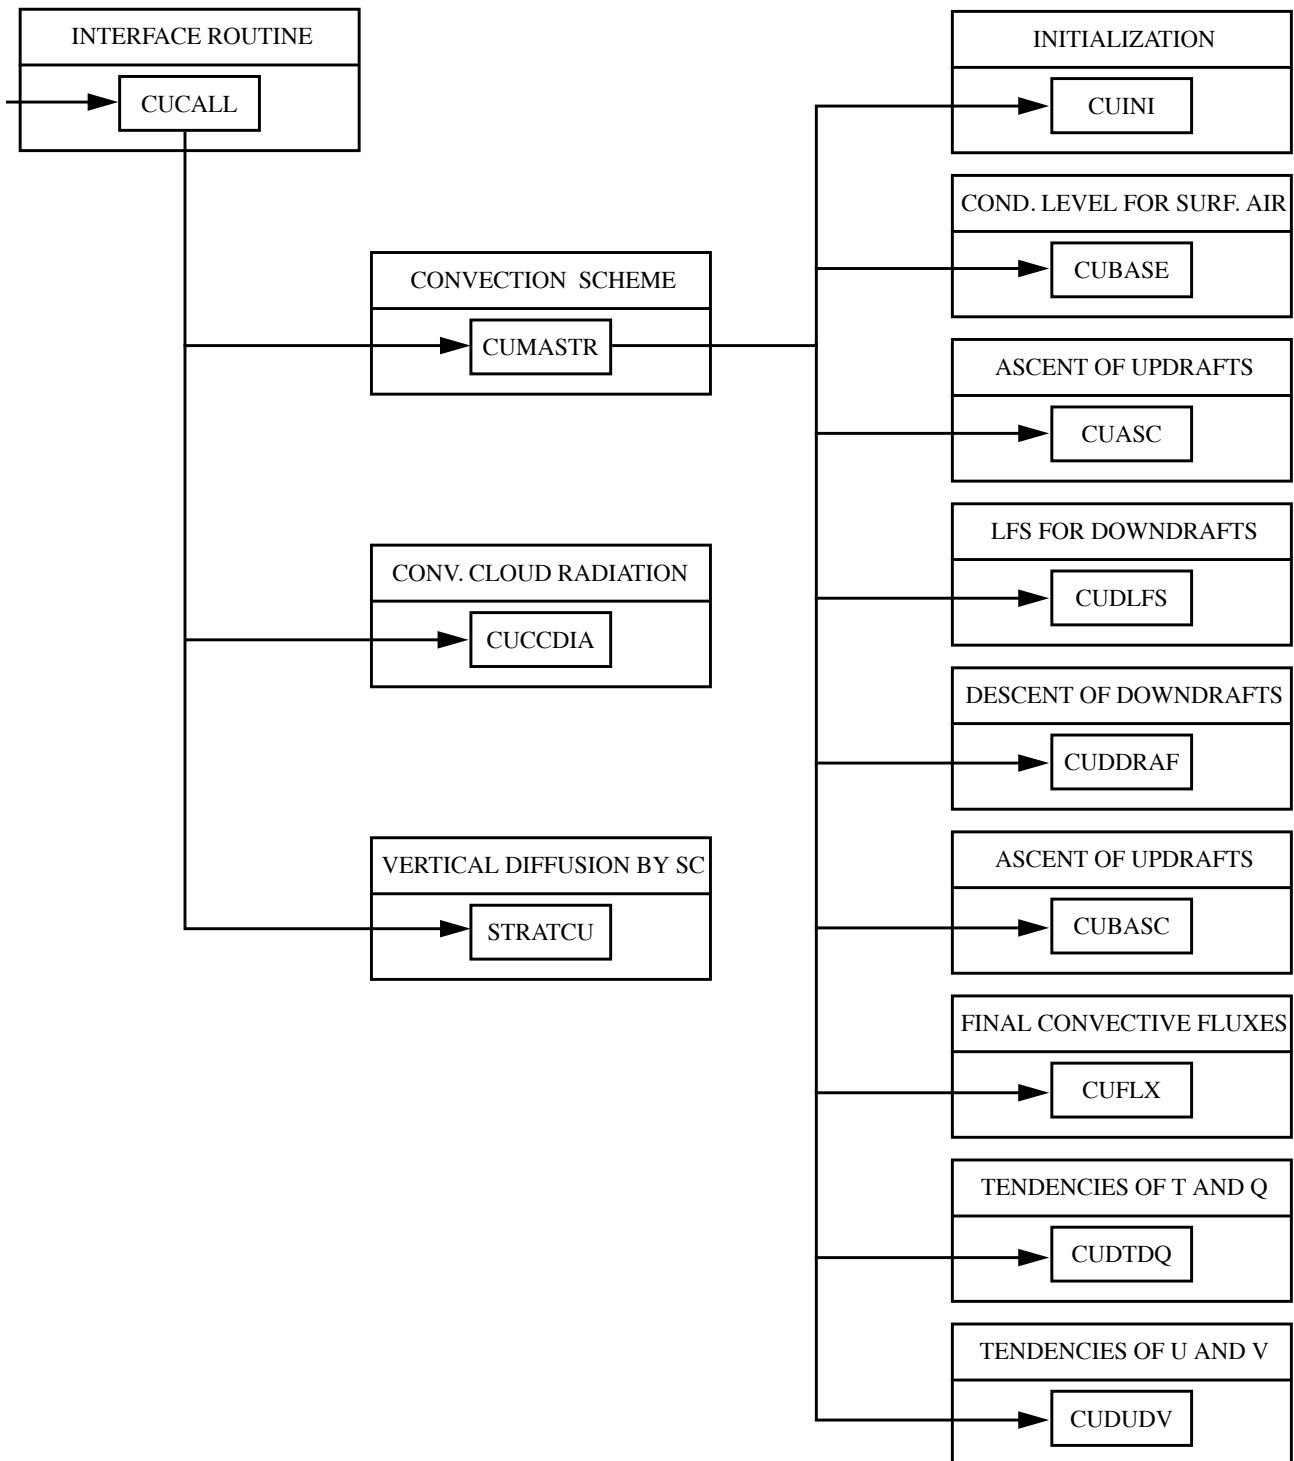 INTERFACE ROUTINE
CUCALL
CONVECTION SCHEME
CUMASTR
CONV. CLOUD RADIATION
CUCCDIA
VERTICAL DIFFUSION BY SC
STRATCU
INITIALIZATION
CUINI
COND. LEVEL FOR SURF. AIR
CUBASE
ASCENT OF UPDRAFTS
CUASC
LFS FOR DOWNDRAFTS
CUDLFS
DESCENT OF DOWNDRAFTS
CUDDRAF
ASCENT OF UPDRAFTS
CUBASC
FINAL CONVECTIVE FLUXES
CUFLX
TENDENCIES OF T AND Q
CUDTDQ
TENDENCIES OF U AND V
CUDUDV